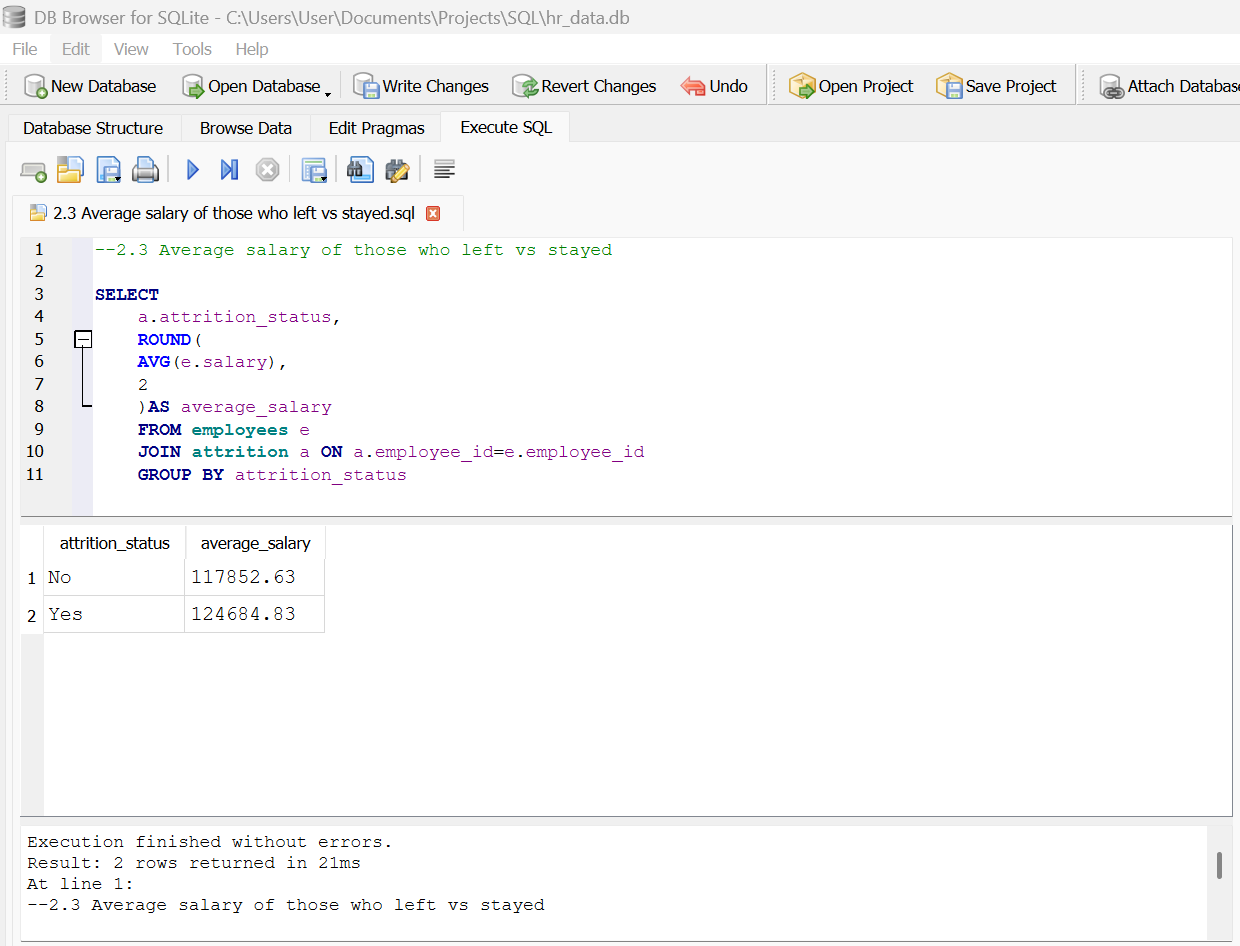 DB Browser for SQLite - C:\Users\User\Documents\Projects\SQL\hr_data.db
File Edit View Tools Help
New Database Open Database Write Changes Revert Changes Undo Open Project Save Project Attach Database
Database Structure Browse Data Edit Pragmas Execute SQL
2.3 Average salary of those who left vs stayed.sql
1 --2.3 Average salary of those who left vs stayed
2
3 SELECT
4 a.attrition_status,
5 ROUND(
6 AVG(e.salary),
7 2
8 )AS average_salary
9 FROM employees e
10 JOIN attrition a ON a.employee_id=e.employee_id
11 GROUP BY attrition_status
attrition_status average_salary
1 No 117852.63
2 Yes 124684.83
Execution finished without errors.
Result: 2 rows returned in 21ms
At line 1:
--2.3 Average salary of those who left vs stayed